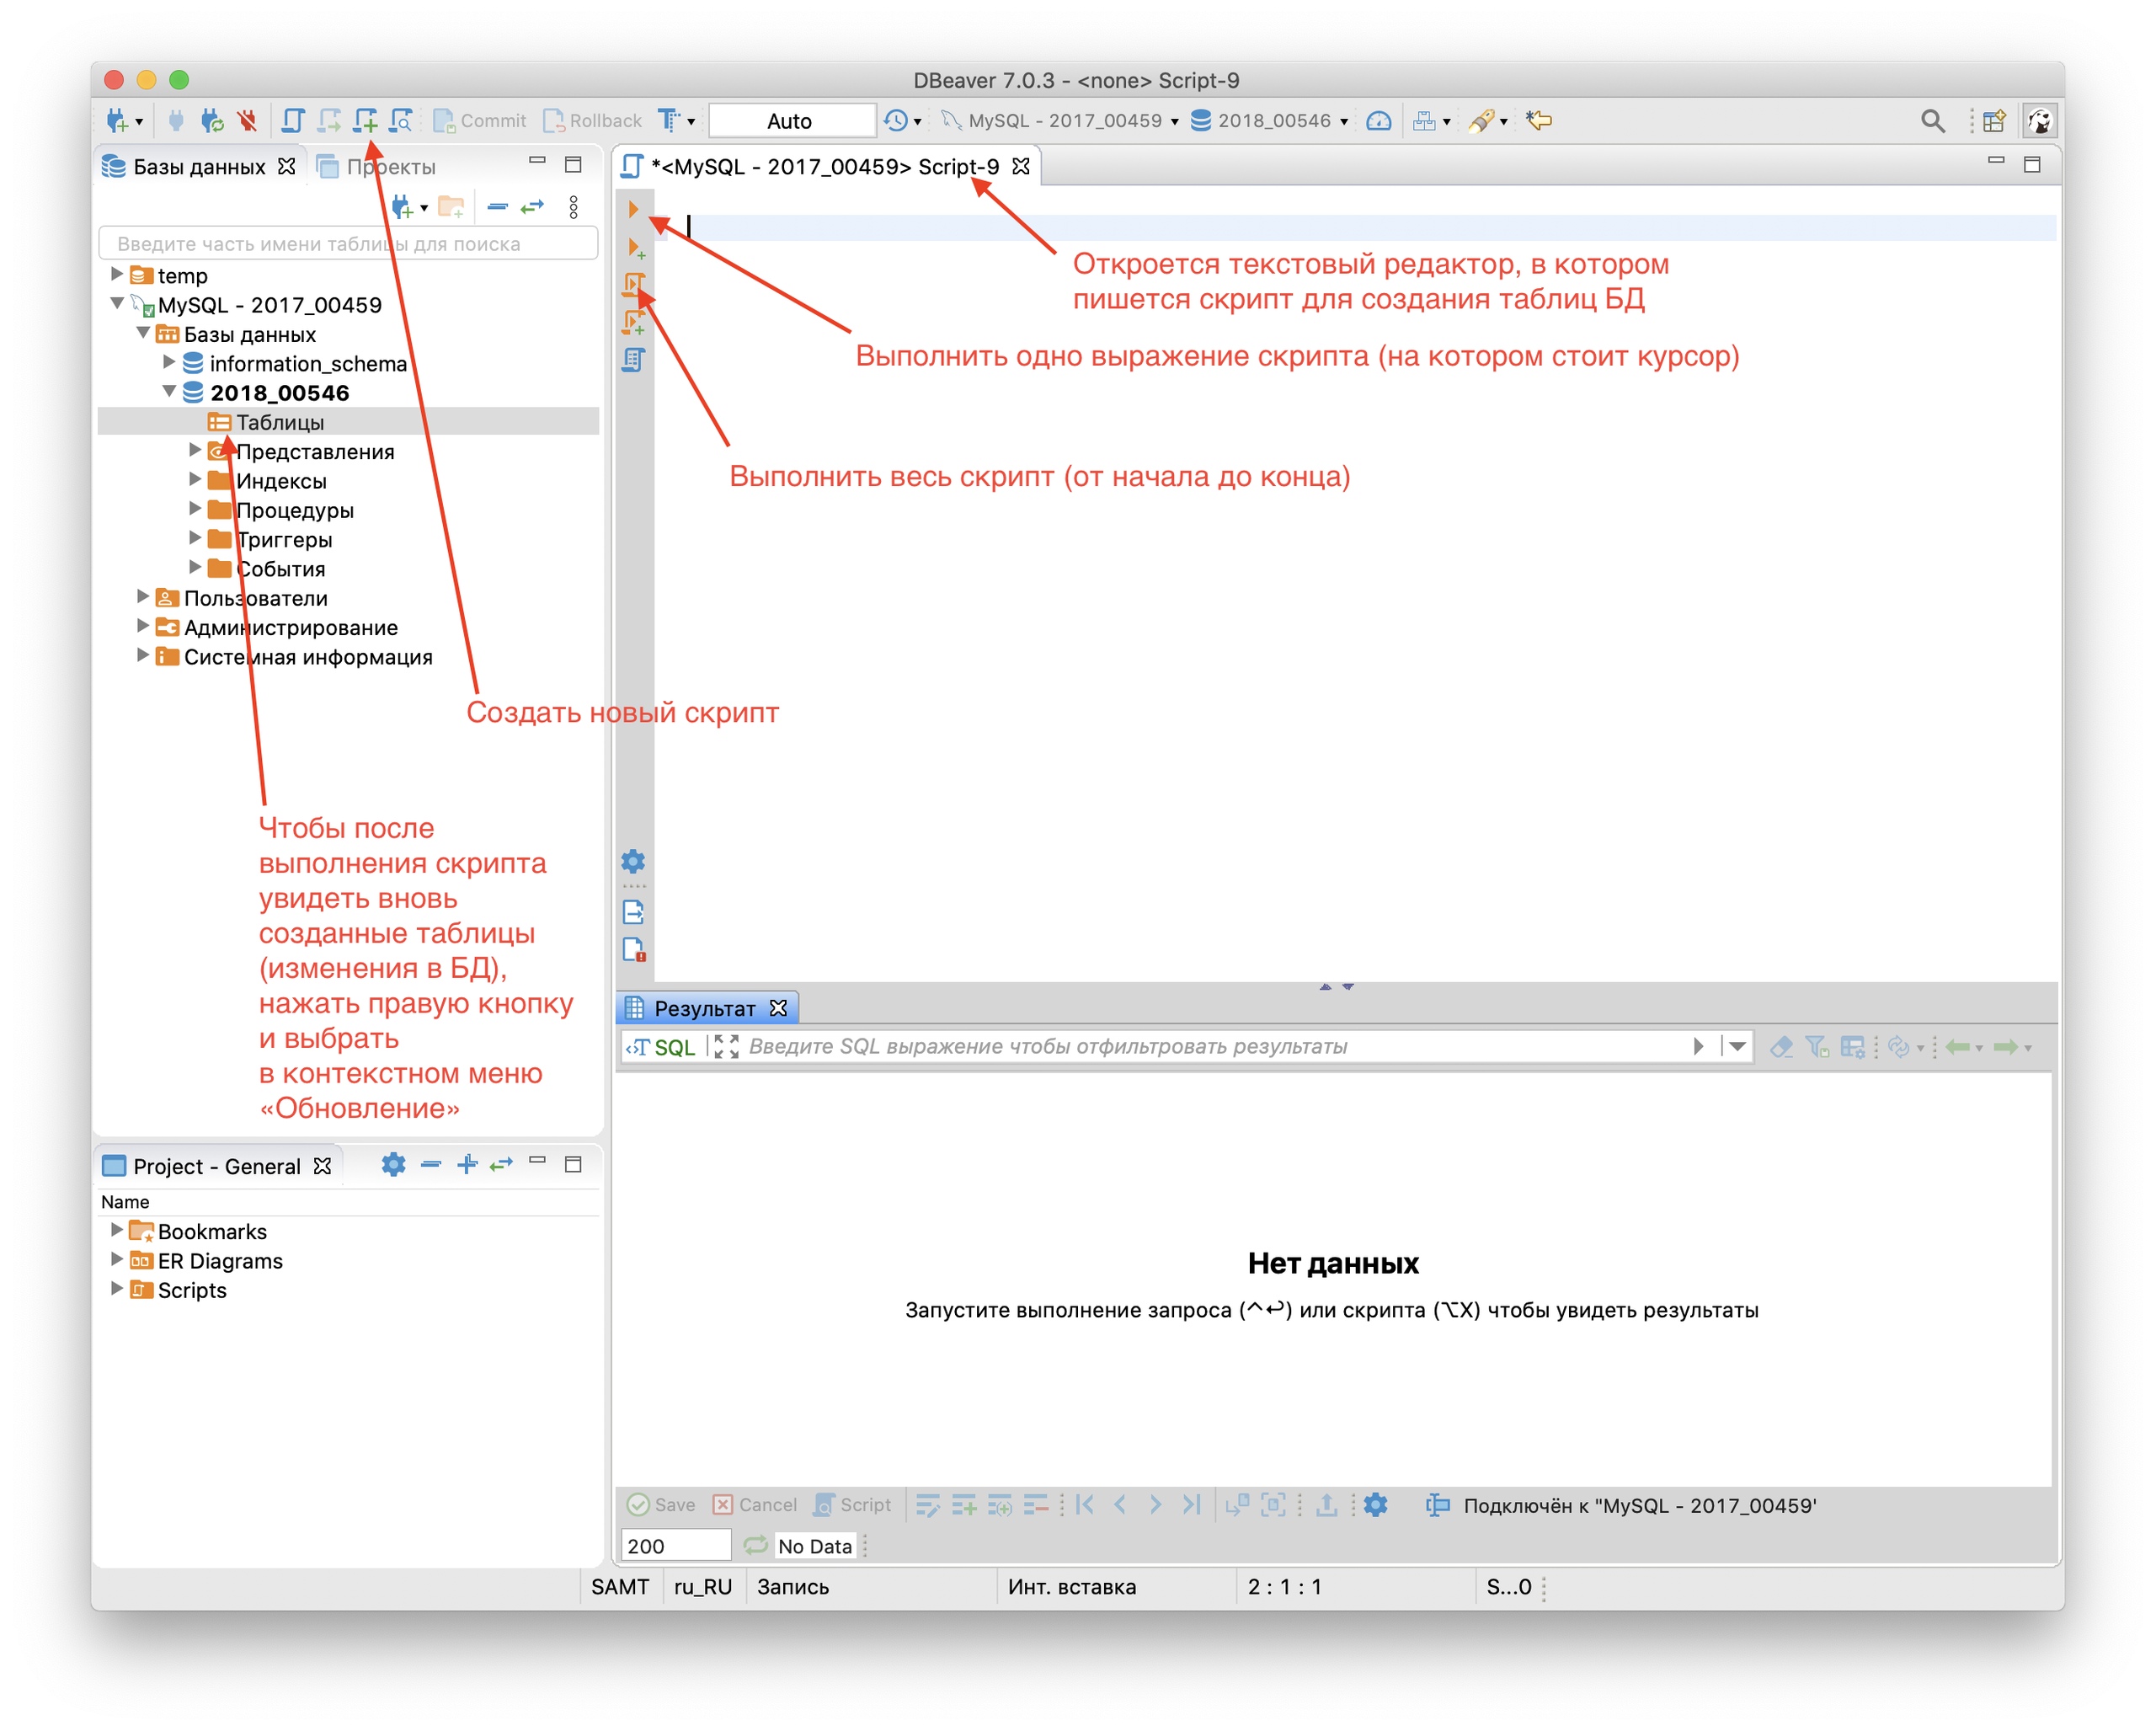 DBeaver 7.0.3 - <none> Script-9
Commit
Rollback
Auto
MySQL - 2017_00459
2018_00546
Базы данных
Проекты
*<MySQL - 2017_00459> Script-9
Введите часть имени таблицы для поиска
temp
MySQL - 2017_00459
Базы данных
information_schema
2018_00546
Таблицы
Представления
Индексы
Процедуры
Триггеры
События
Пользователи
Администрирование
Системная информация
Откроется текстовый редактор, в котором
пишется скрипт для создания таблиц БД
Выполнить одно выражение скрипта (на котором стоит курсор)
Выполнить весь скрипт (от начала до конца)
Создать новый скрипт
Чтобы после
выполнения скрипта
увидеть вновь
созданные таблицы
(изменения в БД),
нажать правую кнопку
и выбрать
в контекстном меню
«Обновление»
Результат
SQL
Введите SQL выражение чтобы отфильтровать результаты
Project - General
Name
Bookmarks
ER Diagrams
Scripts
Нет данных
Запустите выполнение запроса (^↩) или скрипта (⌥X) чтобы увидеть результаты
Save
Cancel
Script
Подключён к "MySQL - 2017_00459'
200
No Data
SAMT
ru_RU
Запись
Инт. вставка
2 : 1 : 1
S...0